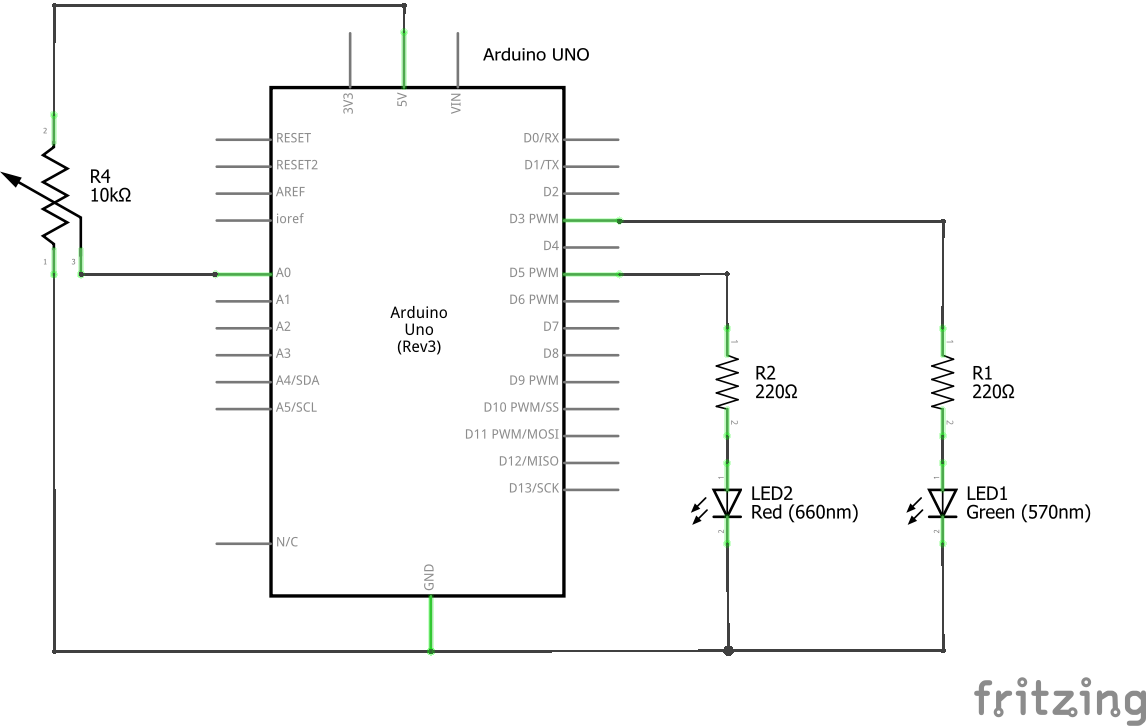 Arduino UNO
3V3
5V
VIN
RESET
RESET2
AREF
ioref
A0
A1
A2
A3
A4/SDA
A5/SCL
N/C
D0/RX
D1/TX
D2
D3 PWM
D4
D5 PWM
D6 PWM
D7
D8
D9 PWM
D10 PWM/SS
D11 PWM/MOSI
D12/MISO
D13/SCK
GND
Arduino
Uno
(Rev3)
2
R4
10kΩ
1
3
1
R2
220Ω
2
1
LED2
Red (660nm)
2
1
R1
220Ω
2
1
LED1
Green (570nm)
2
fritzing